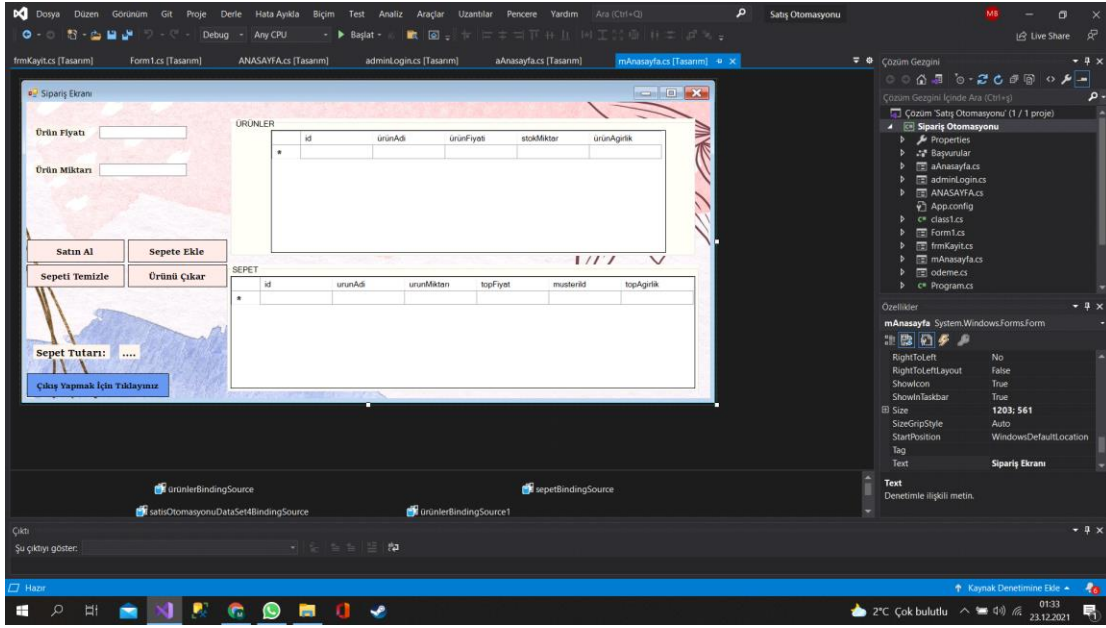 Dosya Düzen Görünüm Git Proje Derle Hata Ayıkla Biçim Test Analiz Araçlar Uzantılar Pencere Yardım Ara (Ctrl+Q) Satış Otomasyonu MB
Debug Any CPU Başlat Live Share
frmKayit.cs [Tasarım] Form1.cs [Tasarım] ANASAYFA.cs [Tasarım] adminLogin.cs [Tasarım] aAnasayfa.cs [Tasarım] mAnasayfa.cs [Tasarım]
Sipariş Ekranı
Ürün Fiyatı
Ürün Miktarı
ÜRÜNLER
id ürünAdi ürünFiyati stokMiktar ürünAgirlik
Satın Al Sepete Ekle
Sepeti Temizle Ürünü Çıkar
SEPET
id urunAdi urunMiktarı topFiyat musteriId topAgirlik
Sepet Tutarı: ....
Çıkış Yapmak İçin Tıklayınız
ürünlerBindingSource sepetBindingSource
satisOtomasyonuDataSet4BindingSource ürünlerBindingSource1
Çıktı
Şu çıktıyı göster:
Çözüm Gezgini
Çözüm Gezgini İçinde Ara (Ctrl+ş)
Çözüm 'Satış Otomasyonu' (1 / 1 proje)
Sipariş Otomasyonu
Properties
Başvurular
aAnasayfa.cs
adminLogin.cs
ANASAYFA.cs
App.config
class1.cs
Form1.cs
frmKayit.cs
mAnasayfa.cs
odeme.cs
Program.cs
Özellikler
mAnasayfa System.Windows.Forms.Form
RightToLeft No
RightToLeftLayout False
ShowIcon True
ShowInTaskbar True
Size 1203; 561
SizeGripStyle Auto
StartPosition WindowsDefaultLocation
Tag
Text Sipariş Ekranı
Text
Denetimle ilişkili metin.
Hazır Kaynak Denetimine Ekle 6
2°C Çok bulutlu 01:33
23.12.2021